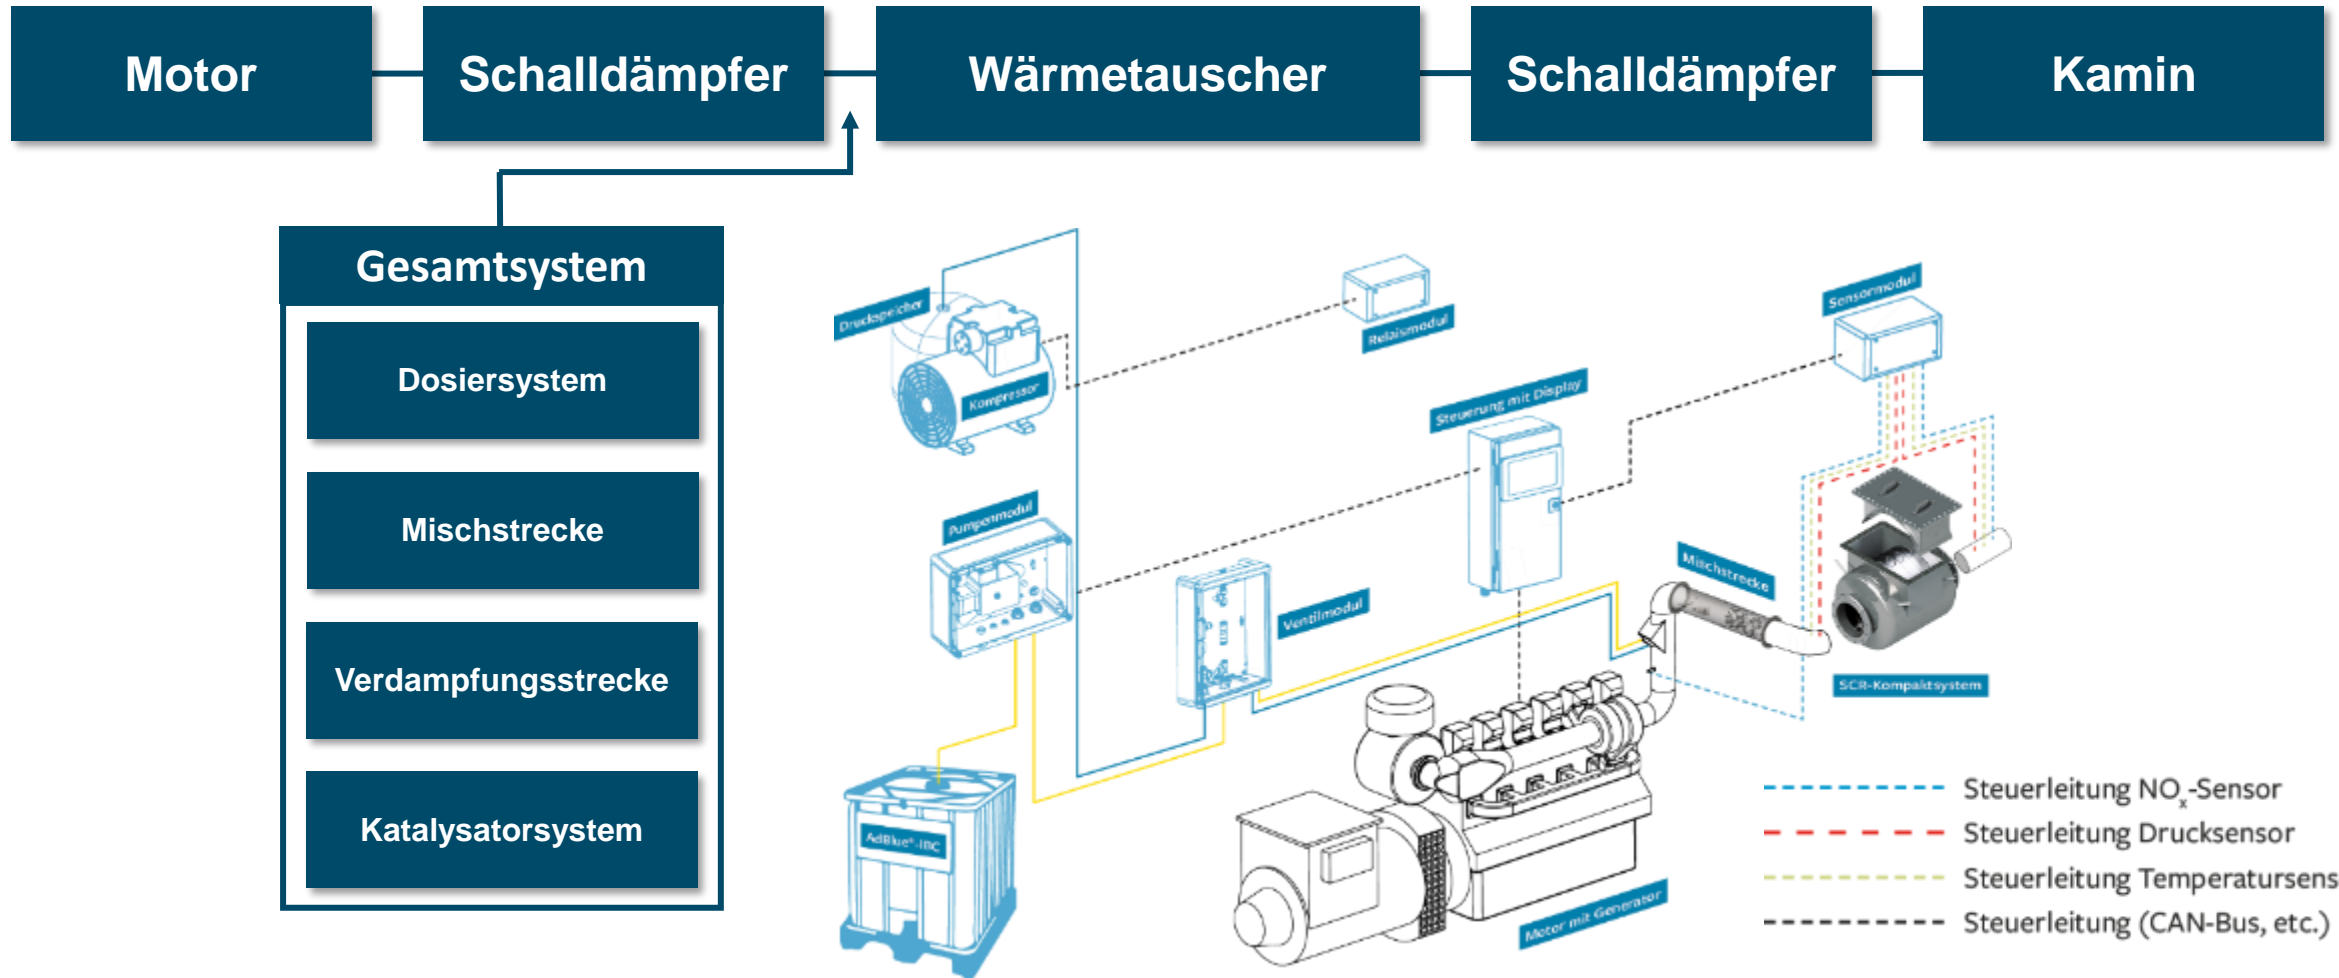 Motor
Schalldämpfer
Wärmetauscher
Schalldämpfer
Kamin
Gesamtsystem
Dosiersystem
Mischstrecke
Verdampfungsstrecke
Katalysatorsystem
Druckspeicher
Kompressor
Relaismodul
Sensormodul
Steuerung mit Display
Pumpenmodul
Ventilmodul
Mischstrecke
SCR-Kompaktsystem
AdBlue®-IBC
Motor mit Generator
Steuerleitung NOx-Sensor
Steuerleitung Drucksensor
Steuerleitung Temperatursens
Steuerleitung (CAN-Bus, etc.)